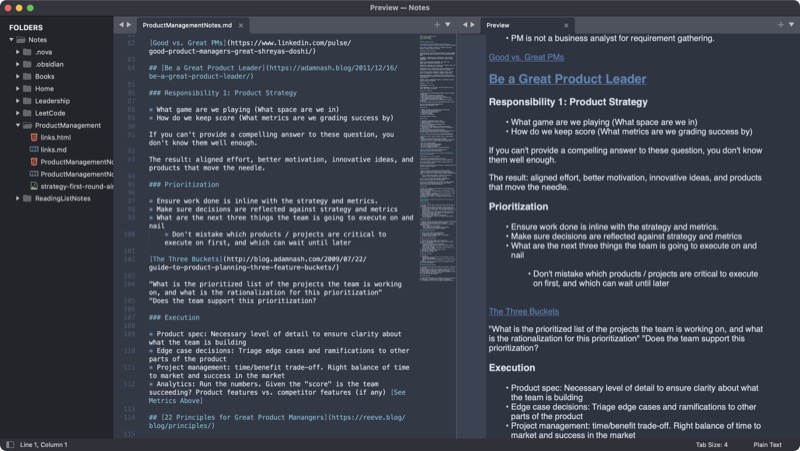 Preview — Notes
FOLDERS
Notes
.nova
.obsidian
Books
Home
Leadership
LeetCode
ProductManagement
links.html
links.md
ProductManagementNo
ProductManagementNo
strategy-first-round-air
ReadingListNotes
ProductManagementNotes.md
82 [Good vs. Great PMs](https://www.linkedin.com/pulse/
good-product-managers-great-shreyas-doshi/)
84 ## [Be a Great Product Leader](https://adamnash.blog/2011/12/16/
be-a-great-product-leader/)
86 ### Responsibility 1: Product Strategy
* What game are we playing (What space are we in)
* How do we keep score (What metrics are we grading success by)
If you can't provide a compelling answer to these question, you
don't know them well enough.
The result: aligned effort, better motivation, innovative ideas, and
products that move the needle.
### Prioritization
* Ensure work done is inline with the strategy and metrics.
* Make sure decisions are reflected against strategy and metrics
* What are the next three things the team is going to execute on and
nail
* Don't mistake which products / projects are critical to
execute on first, and which can wait until later
[The Three Buckets](http://blog.adamnash.com/2009/07/22/
guide-to-product-planning-three-feature-buckets/)
"What is the prioritized list of the projects the team is working
on, and what is the rationalization for this prioritization"
"Does the team support this prioritization?
### Execution
* Product spec: Necessary level of detail to ensure clarity about
what the team is building
* Edge case decisions: Triage edge cases and ramifications to other
parts of the product
* Project management: time/benefit trade-off. Right balance of time
to market and success in the market
* Analytics: Run the numbers. Given the "score" is the team
succeeding? Product features vs. competitor features (if any) [See
Metrics Above]
## [22 Principles for Great Product Manangers](https://reeve.blog/
blog/principles/)
Preview
• PM is not a business analyst for requirement gathering.
Good vs. Great PMs
Be a Great Product Leader
Responsibility 1: Product Strategy
• What game are we playing (What space are we in)
• How do we keep score (What metrics are we grading success by)
If you can't provide a compelling answer to these question, you don't know
them well enough.
The result: aligned effort, better motivation, innovative ideas, and products
that move the needle.
Prioritization
• Ensure work done is inline with the strategy and metrics.
• Make sure decisions are reflected against strategy and metrics
• What are the next three things the team is going to execute on and
nail
• Don't mistake which products / projects are critical to execute
on first, and which can wait until later
The Three Buckets
"What is the prioritized list of the projects the team is working on, and what
is the rationalization for this prioritization" "Does the team support this
prioritization?
Execution
• Product spec: Necessary level of detail to ensure clarity about what
the team is building
• Edge case decisions: Triage edge cases and ramifications to other
parts of the product
• Project management: time/benefit trade-off. Right balance of time to
market and success in the market
Line 1, Column 1
Tab Size: 4
Plain Text